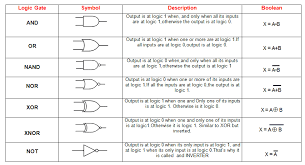 Logic Gate Symbol Description Boolean
AND
Output is at logic 1 when, and only when all its inputs
are at logic 1,otherwise the output is at logic 0.
X = A•B
OR
Output is at logic 1 when one or more are at logic 1.If
all inputs are at logic 0,output is at logic 0.
X = A+B
NAND
Output is at logic 0 when and only when all its inputs
are at logic 1,otherwise the output is at logic 1
X = A•B
NOR
Output is at logic 0 when one or more of its inputs are
at logic 1.If all the inputs are at logic 0,the output is at
logic 1.
X = A+B
XOR
Output is at logic 1 when one and Only one of its inputs
is at logic 1. Otherwise is it logic 0.
X = A⊕B
XNOR
Output is at logic 0 when one and only one of its inputs
is at logic1.Otherwise it is logic 1. Similar to XOR but
inverted.
X = A⊕B
NOT
Output is at logic 0 when its only input is at logic 1, and
at logic 1 when its only input is at logic 0.That's why it
is called and INVERTER
X = A